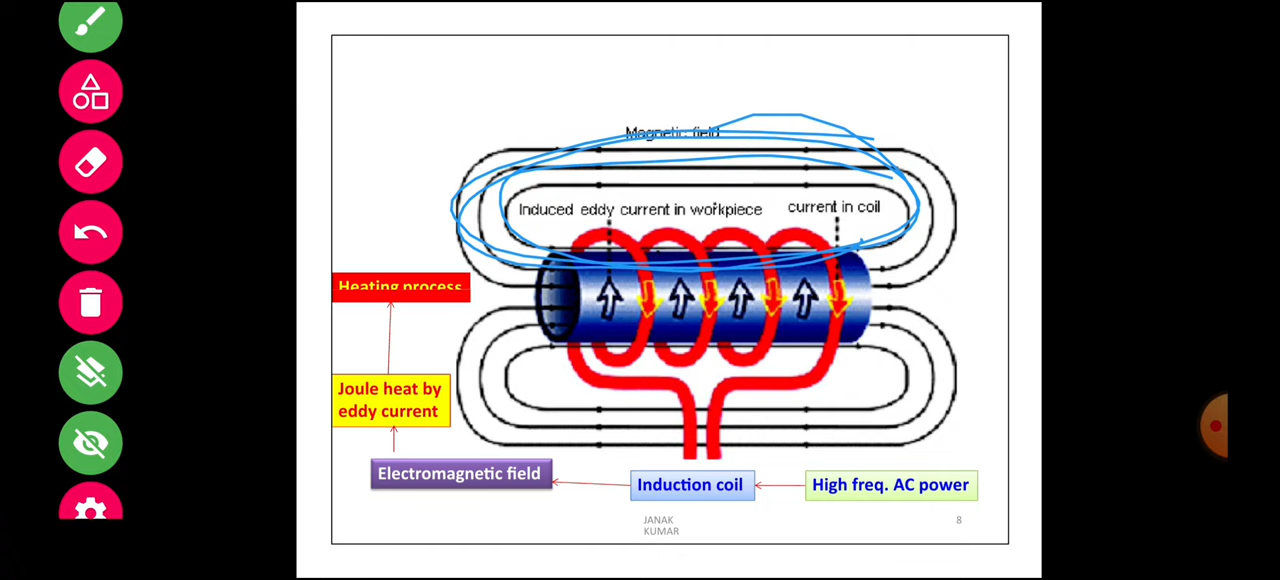 Magnetic field
Induced eddy current in workpiece
current in coil
Heating process
Joule heat by
eddy current
Electromagnetic field
Induction coil
High freq. AC power
JANAK
KUMAR
8